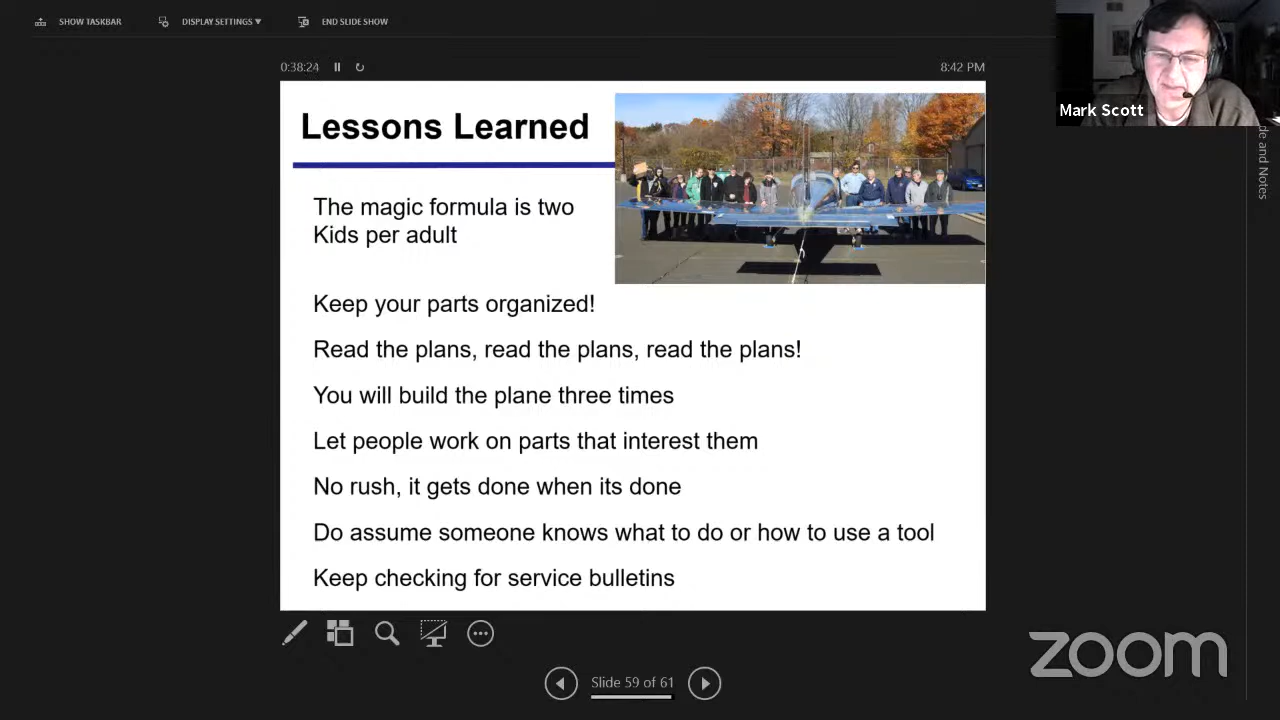 SHOW TASKBAR
DISPLAY SETTINGS ▼
END SLIDE SHOW
0:38:24
8:42 PM
Mark Scott
de and Notes
Lessons Learned
The magic formula is two
Kids per adult
Keep your parts organized!
Read the plans, read the plans, read the plans!
You will build the plane three times
Let people work on parts that interest them
No rush, it gets done when its done
Do assume someone knows what to do or how to use a tool
Keep checking for service bulletins
zoom
Slide 59 of 61